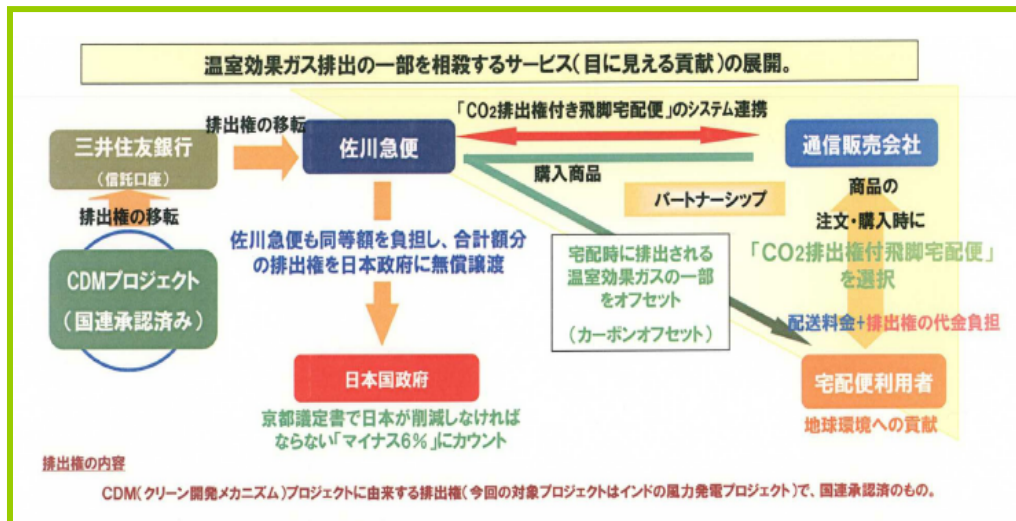 温室効果ガス排出の一部を相殺するサービス(目に見える貢献)の展開。
排出権の移転
「CO2排出権付き飛脚宅配便」のシステム連携
三井住友銀行
(信託口座)
佐川急便
通信販売会社
購入商品
パートナーシップ
商品の
注文・購入時に
「CO2排出権付飛脚宅配便」
を選択
排出権の移転
佐川急便も同等額を負担し、合計額分
の排出権を日本政府に無償譲渡
宅配時に排出される
温室効果ガスの一部
をオフセット
(カーボンオフセット)
CDMプロジェクト
(国連承認済み)
配送料金+排出権の代金負担
日本国政府
宅配便利用者
京都議定書で日本が削減しなければ
ならない「マイナス6%」にカウント
地球環境への貢献
排出権の内容
CDM(クリーン開発メカニズム)プロジェクトに由来する排出権(今回の対象プロジェクトはインドの風力発電プロジェクト)で、国連承認済のもの。